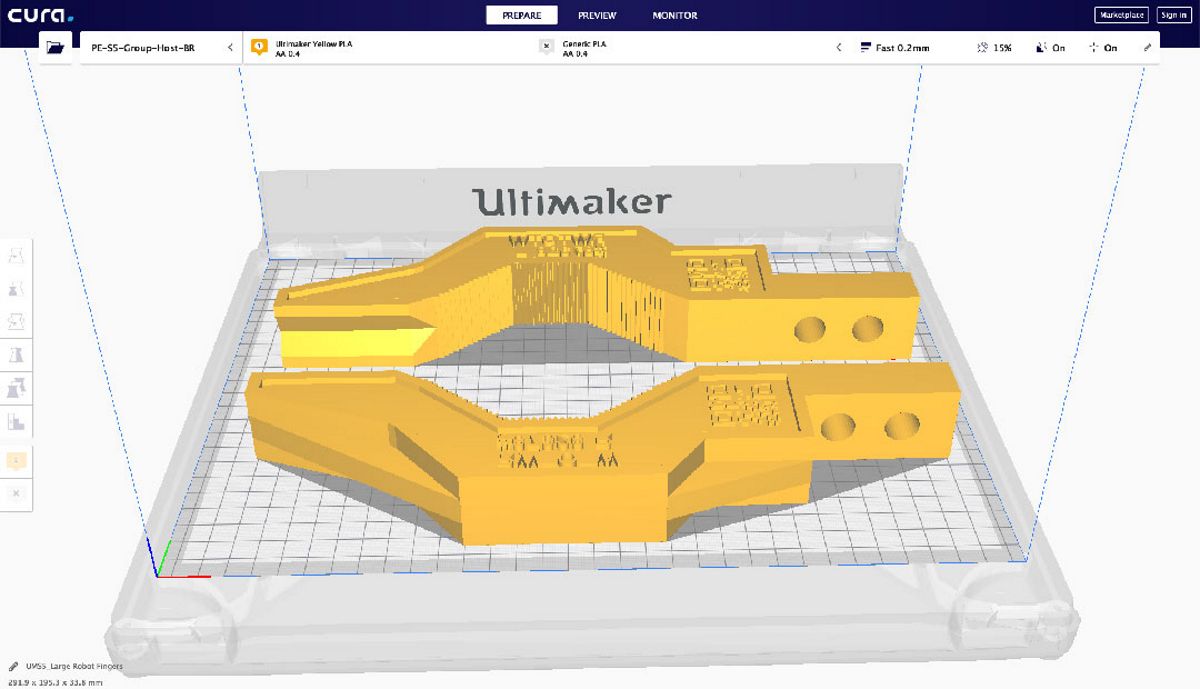 cura.
PREPARE
PREVIEW
MONITOR
Marketplace
Sign in
PE-S5-Group-Host-BR
1
Ultimaker Yellow PLA
AA 0.4
Generic PLA
AA 0.4
Fast 0.2mm
15%
On
On
Ultimaker
UMS5_Large Robot Fingers
291.9 x 195.3 x 33.8 mm